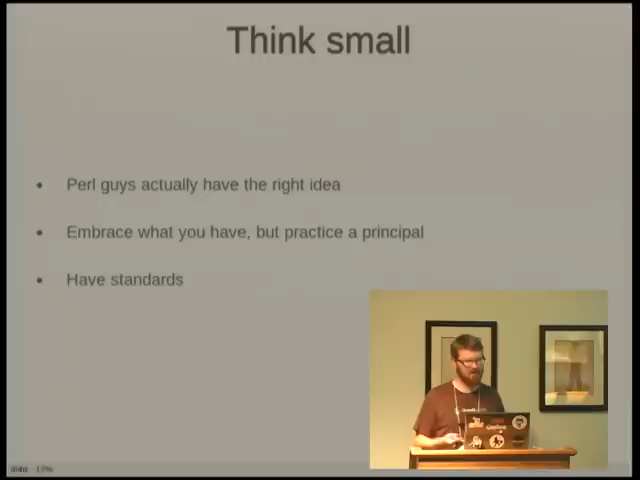 Think small
Perl guys actually have the right idea
Embrace what you have, but practice a principal
Have standards